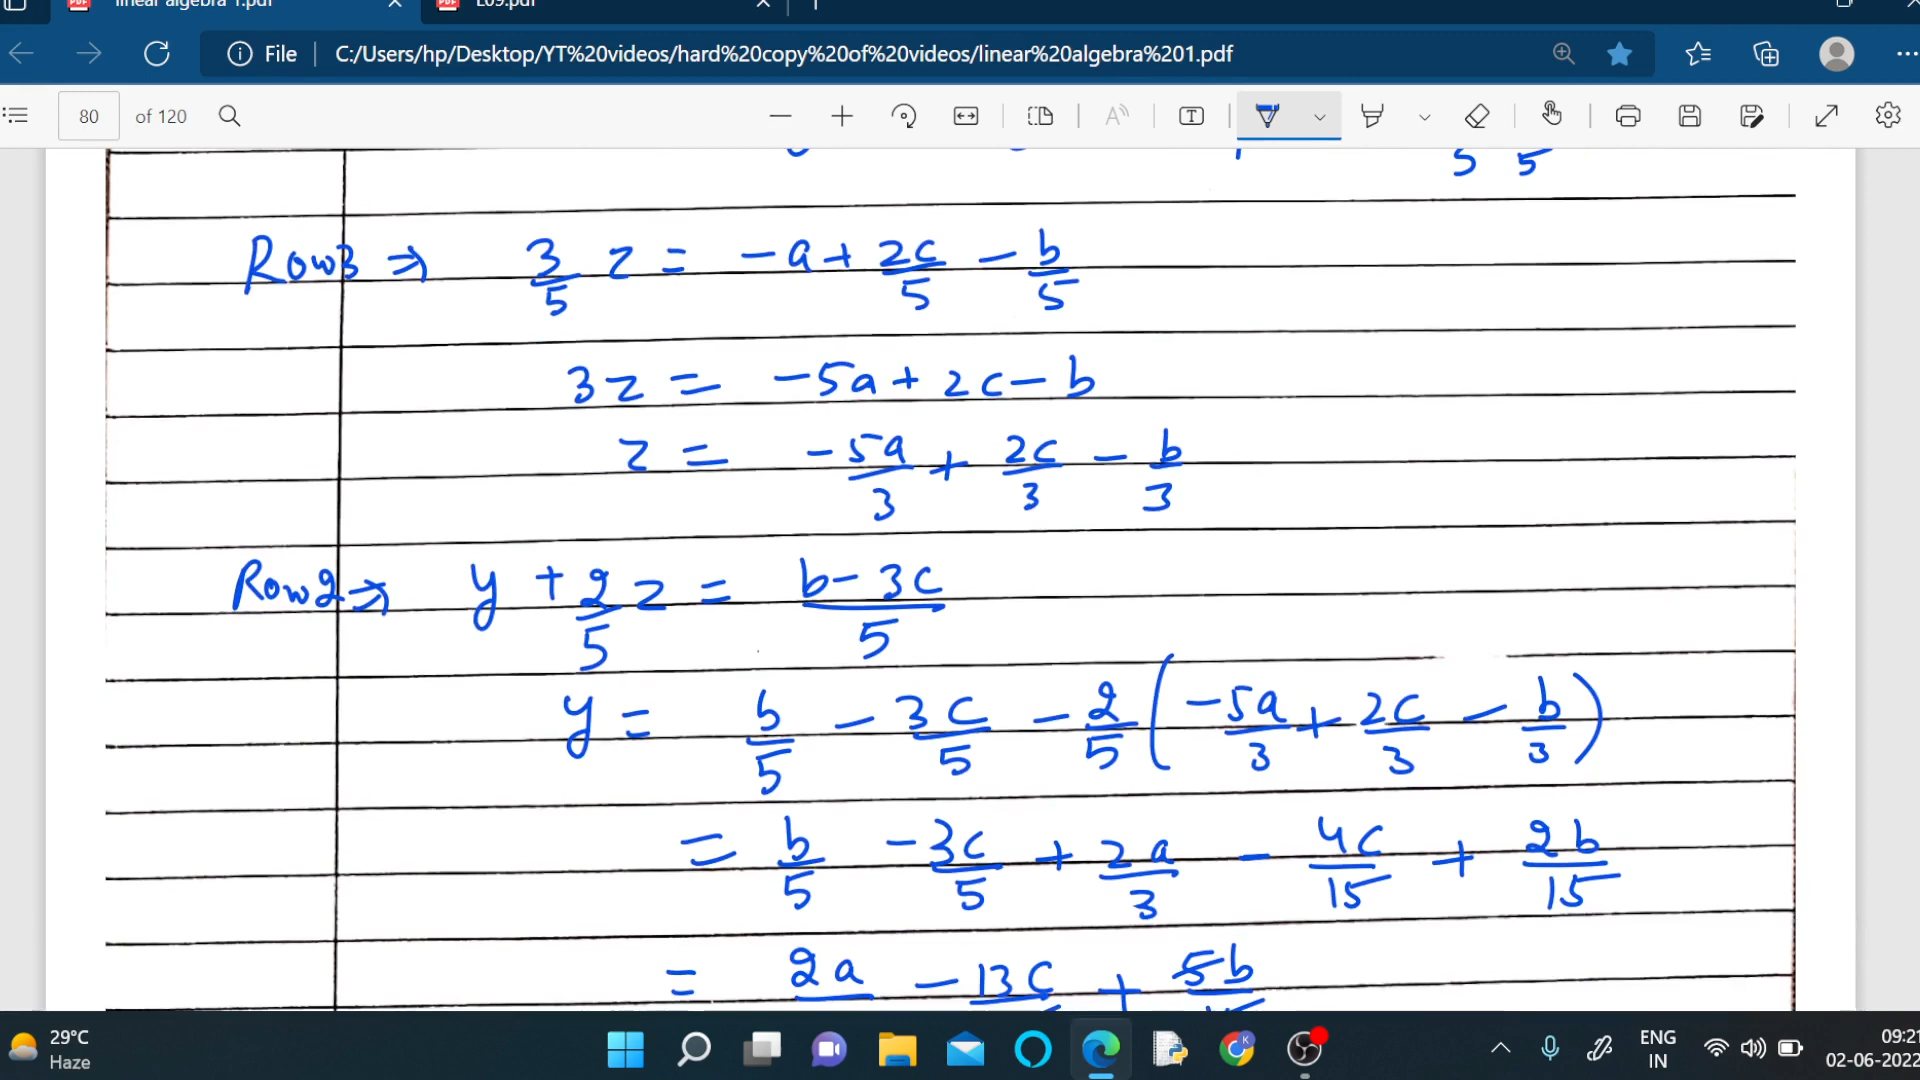 linear algebra 1.pdf
L09.pdf
File C:/Users/hp/Desktop/YT%20videos/hard%20copy%20of%20videos/linear%20algebra%201.pdf
80 of 120
5 5
Row3 ⇒ 3/5 z = -a + 2c/5 - b/5
3z = -5a + 2c - b
z = -5a/3 + 2c/3 - b/3
Row2 ⇒ y + 2/5 z = (b - 3c)/5
y = b/5 - 3c/5 - 2/5 (-5a/3 + 2c/3 - b/3)
= b/5 - 3c/5 + 2a/3 - 4c/15 + 2b/15
= 2a - 13c + 5b
29°C
Haze
ENG
IN
09:21
02-06-2022